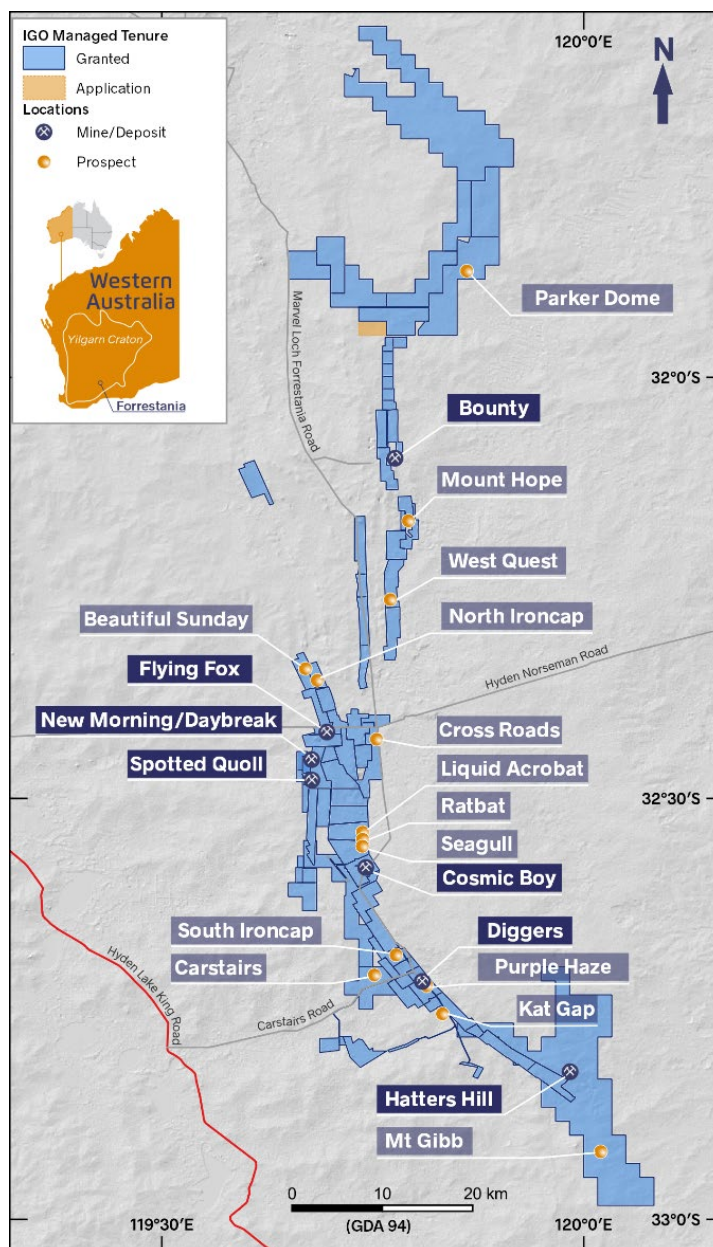 IGO Managed Tenure
Granted
Application
Locations
Mine/Deposit
Prospect
Western
Australia
Yilgarn Craton
Forrestania
120°0'E
N
Parker Dome
Marvel Loch Forrestania Road
32°0'S
Bounty
Mount Hope
West Quest
Beautiful Sunday
North Ironcap
Flying Fox
Hyden Norseman Road
New Morning/Daybreak
Cross Roads
Spotted Quoll
Liquid Acrobat
32°30'S
Ratbat
Seagull
Cosmic Boy
South Ironcap
Diggers
Carstairs
Purple Haze
Hyden Lake King Road
Carstairs Road
Kat Gap
Hatters Hill
Mt Gibb
0 10 20 km
(GDA 94)
119°30'E
120°0'E
33°0'S